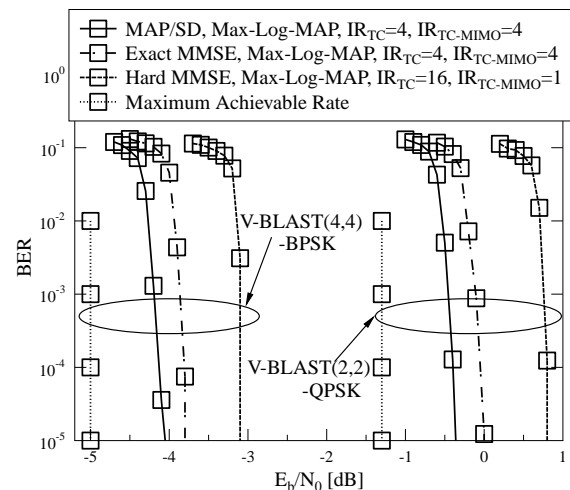 MAP/SD, Max-Log-MAP, IR_TC=4, IR_TC-MIMO=4
Exact MMSE, Max-Log-MAP, IR_TC=4, IR_TC-MIMO=4
Hard MMSE, Max-Log-MAP, IR_TC=16, IR_TC-MIMO=1
Maximum Achievable Rate
10^0
10^-1
10^-2
10^-3
10^-4
10^-5
BER
V-BLAST(4,4)
-BPSK
V-BLAST(2,2)
-QPSK
-5 -4 -3 -2 -1 0 1
E_b/N_0 [dB]